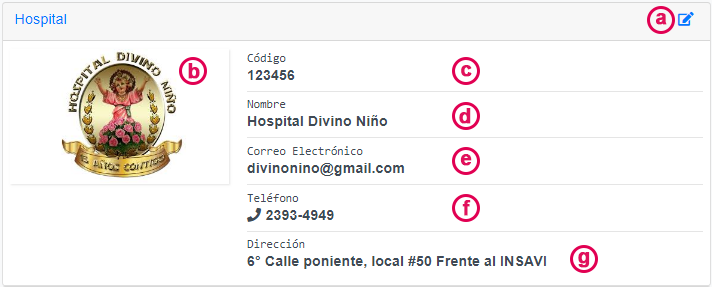 Hospital
a
HOSPITAL DIVINO NIÑO
AÑOS CONTIGO
b
Código
123456
c
Nombre
Hospital Divino Niño
d
Correo Electrónico
divinonino@gmail.com
e
Teléfono
2393-4949
f
Dirección
6° Calle poniente, local #50 Frente al INSAVI
g